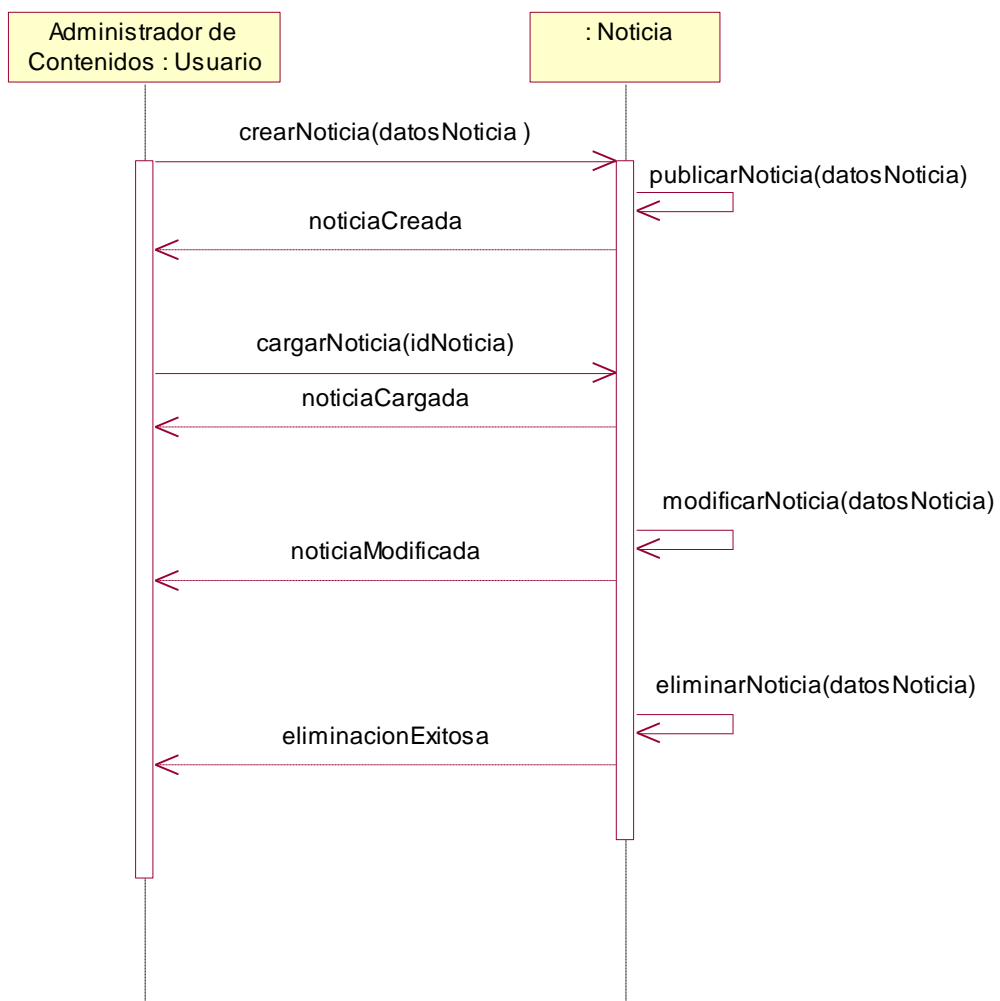 Administrador de
Contenidos : Usuario
: Noticia
crearNoticia(datosNoticia )
publicarNoticia(datosNoticia)
noticiaCreada
cargarNoticia(idNoticia)
noticiaCargada
modificarNoticia(datosNoticia)
noticiaModificada
eliminarNoticia(datosNoticia)
eliminacionExitosa